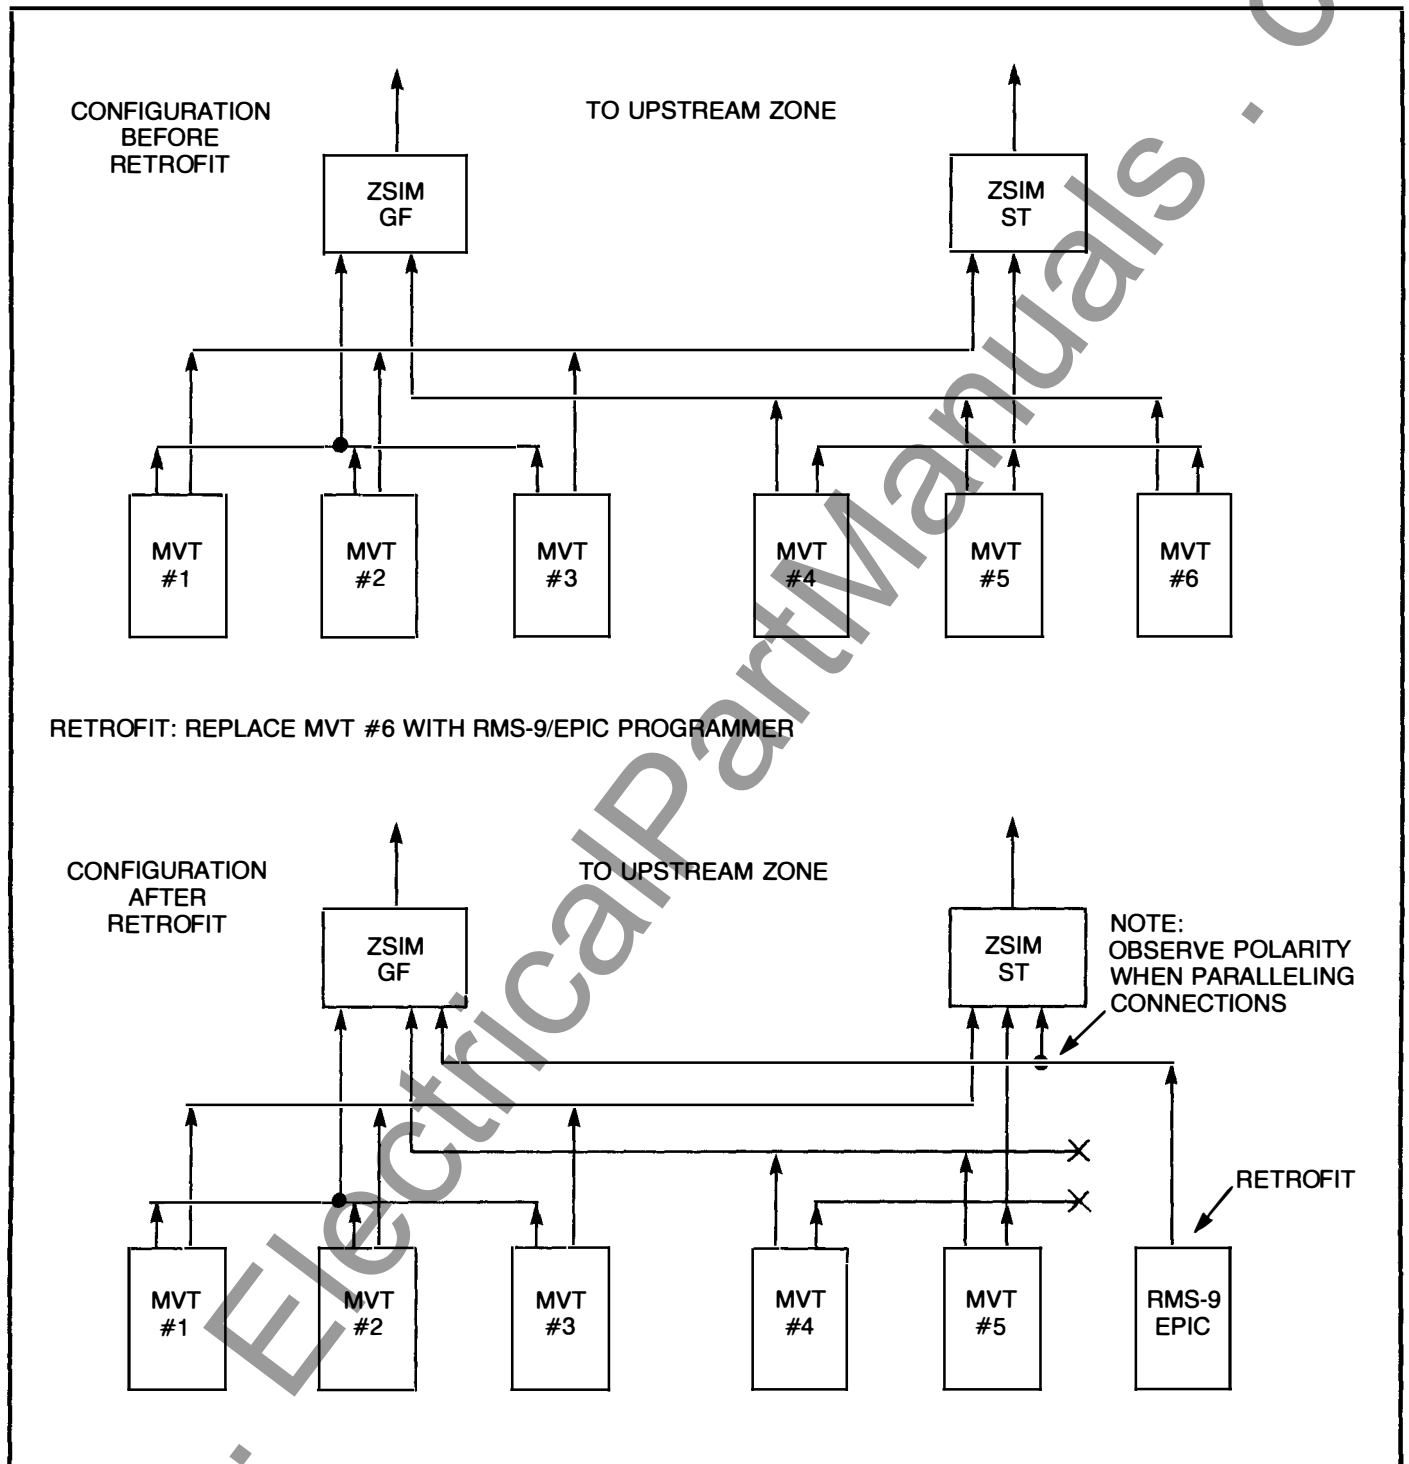 CONFIGURATION
BEFORE
RETROFIT
TO UPSTREAM ZONE
ZSIM
GF
ZSIM
ST
MVT
#1
MVT
#2
MVT
#3
MVT
#4
MVT
#5
MVT
#6
RETROFIT: REPLACE MVT #6 WITH RMS-9/EPIC PROGRAMMER
CONFIGURATION
AFTER
RETROFIT
TO UPSTREAM ZONE
ZSIM
GF
ZSIM
ST
NOTE:
OBSERVE POLARITY
WHEN PARALLELING
CONNECTIONS
RETROFIT
MVT
#1
MVT
#2
MVT
#3
MVT
#4
MVT
#5
RMS-9
EPIC
. ElectricalPartManuals . c